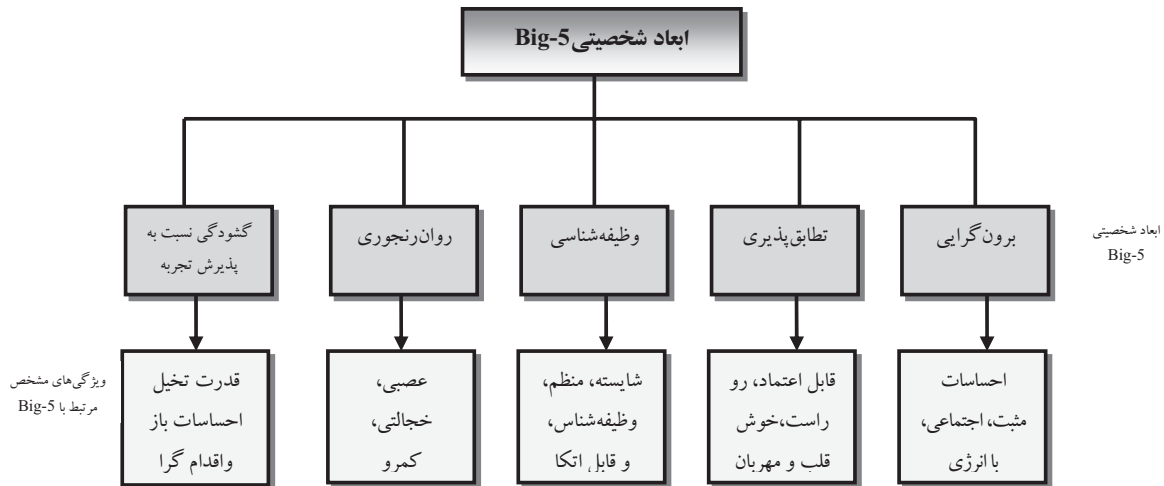 ابعاد شخصیتی Big-5
برون‌گرایی
تطابق‌پذیری
وظیفه‌شناسی
روان‌رنجوری
گشودگی نسبت به
پذیرش تجربه
ابعاد شخصیتی
Big-5
احساسات
مثبت، اجتماعی،
با انرژی
قابل اعتماد، رو
راست،خوش
قلب و مهربان
شایسته، منظم،
وظیفه‌شناس،
و قابل اتکا
عصبی،
خجالتی،
کمرو
قدرت تخیل
احساسات باز
واقدام گرا
ویژگی‌های مشخص
مرتبط با Big-5